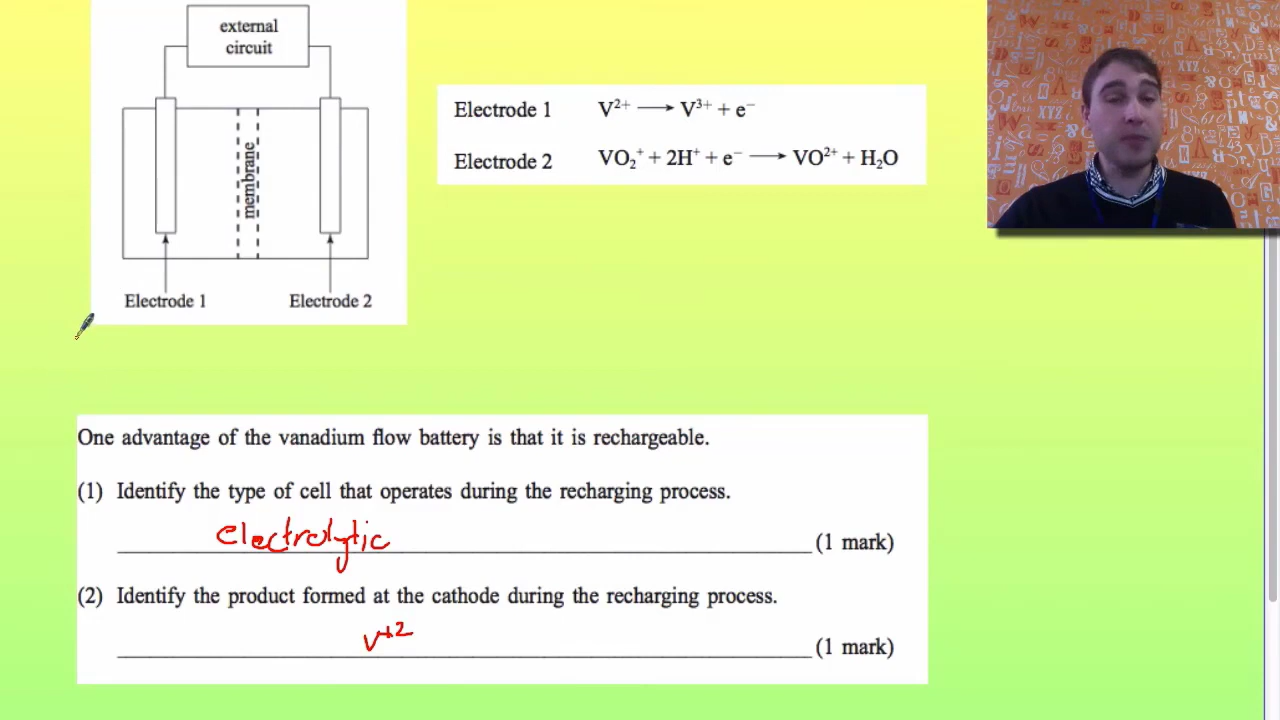 external
circuit
membrane
Electrode 1
Electrode 2
Electrode 1 V²⁺ ⟶ V³⁺ + e⁻
Electrode 2 VO₂⁺ + 2H⁺ + e⁻ ⟶ VO²⁺ + H₂O
XYZ
One advantage of the vanadium flow battery is that it is rechargeable.
(1) Identify the type of cell that operates during the recharging process.
electrolytic
(1 mark)
(2) Identify the product formed at the cathode during the recharging process.
V⁺²
(1 mark)